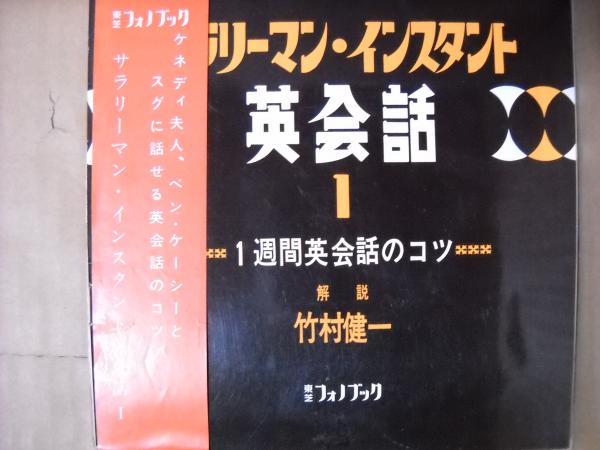 東芝 フォノブック
ケネディ夫人、ベン・ケーシーと
スグに話せる英会話のコツ
サラリーマン・インスタント
話 1
ラリーマン・インスタント
英会話
1
1週間英会話のコツ
解説
竹村健一
東芝 フォノブック